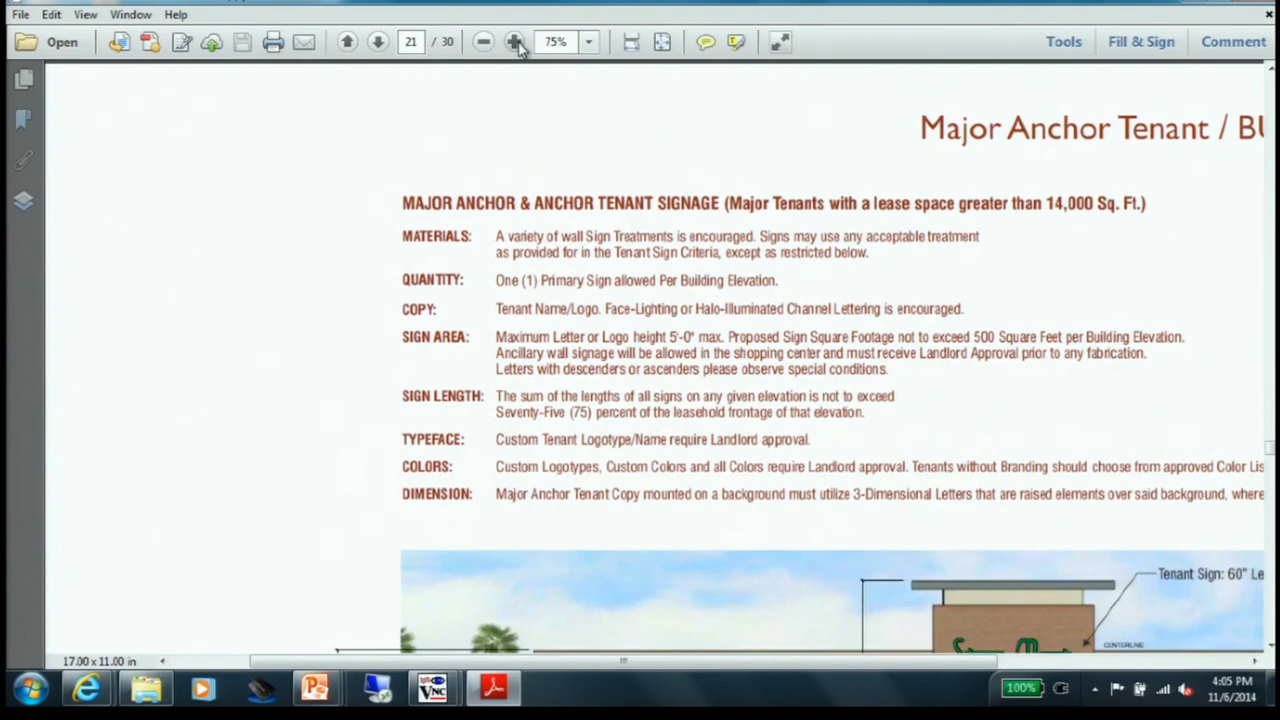 File Edit View Window Help
Open 21 / 30 75% Tools Fill & Sign Comment
Major Anchor Tenant /
MAJOR ANCHOR & ANCHOR TENANT SIGNAGE (Major Tenants with a lease space greater than 14,000 Sq. Ft.)
MATERIALS: A variety of wall Sign Treatments is encouraged. Signs may use any acceptable treatment
as provided for in the Tenant Sign Criteria, except as restricted below.
QUANTITY: One (1) Primary Sign allowed Per Building Elevation.
COPY: Tenant Name/Logo. Face-Lighting or Halo-Illuminated Channel Lettering is encouraged.
SIGN AREA: Maximum Letter or Logo height 5'-0" max. Proposed Sign Square Footage not to exceed 500 Square Feet per Building Elevation.
Ancillary wall signage will be allowed in the shopping center and must receive Landlord Approval prior to any fabrication.
Letters with descenders or ascenders please observe special conditions.
SIGN LENGTH: The sum of the lengths of all signs on any given elevation is not to exceed
Seventy-Five (75) percent of the leasehold frontage of that elevation.
TYPEFACE: Custom Tenant Logotype/Name require Landlord approval.
COLORS: Custom Logotypes, Custom Colors and all Colors require Landlord approval. Tenants without Branding should choose from approved Color
DIMENSION: Major Anchor Tenant Copy mounted on a background must utilize 3-Dimensional Letters that are raised elements over said background, where
Tenant Sign: 60"
CENTERLINE
17.00 x 11.00 in
VNC
100%
4:05 PM
11/6/2014